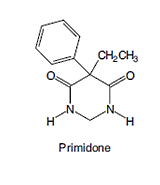 CH₂CH₃
O O
N N
H H
Primidone